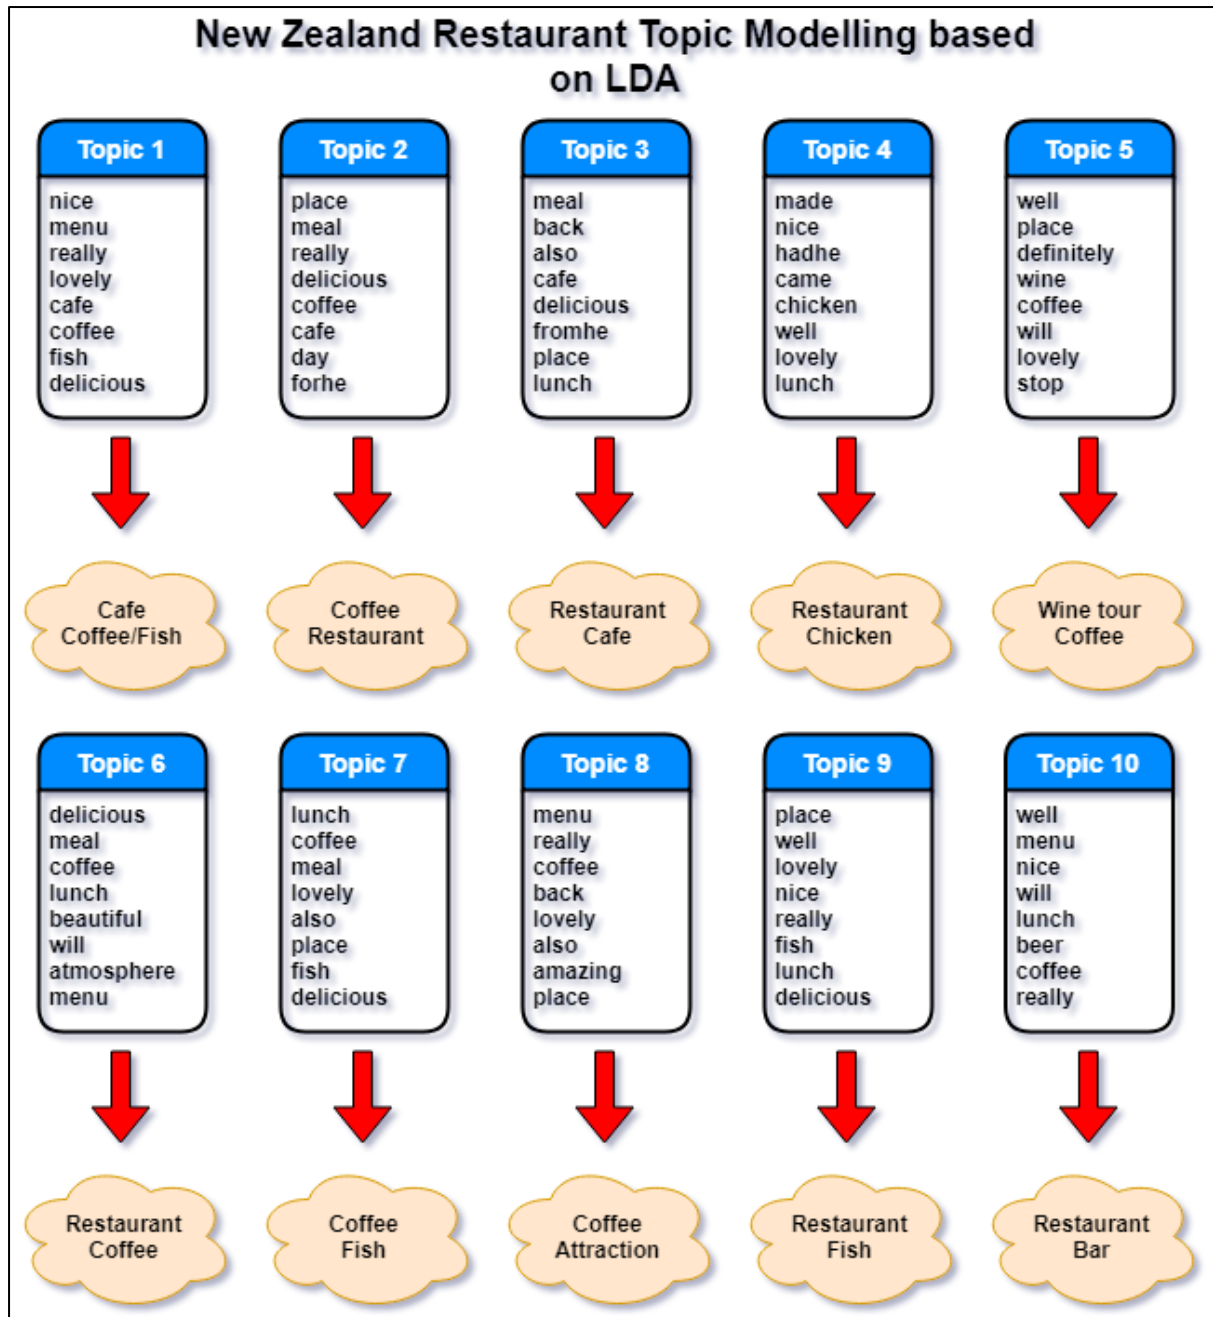 New Zealand Restaurant Topic Modelling based
on LDA
Topic 1
nice
menu
really
lovely
cafe
coffee
fish
delicious
Cafe
Coffee/Fish
Topic 2
place
meal
really
delicious
coffee
cafe
day
forhe
Coffee
Restaurant
Topic 3
meal
back
also
cafe
delicious
fromhe
place
lunch
Restaurant
Cafe
Topic 4
made
nice
hadhe
came
chicken
well
lovely
lunch
Restaurant
Chicken
Topic 5
well
place
definitely
wine
coffee
will
lovely
stop
Wine tour
Coffee
Topic 6
delicious
meal
coffee
lunch
beautiful
will
atmosphere
menu
Restaurant
Coffee
Topic 7
lunch
coffee
meal
lovely
also
place
fish
delicious
Coffee
Fish
Topic 8
menu
really
coffee
back
lovely
also
amazing
place
Coffee
Attraction
Topic 9
place
well
lovely
nice
really
fish
lunch
delicious
Restaurant
Fish
Topic 10
well
menu
nice
will
lunch
beer
coffee
really
Restaurant
Bar